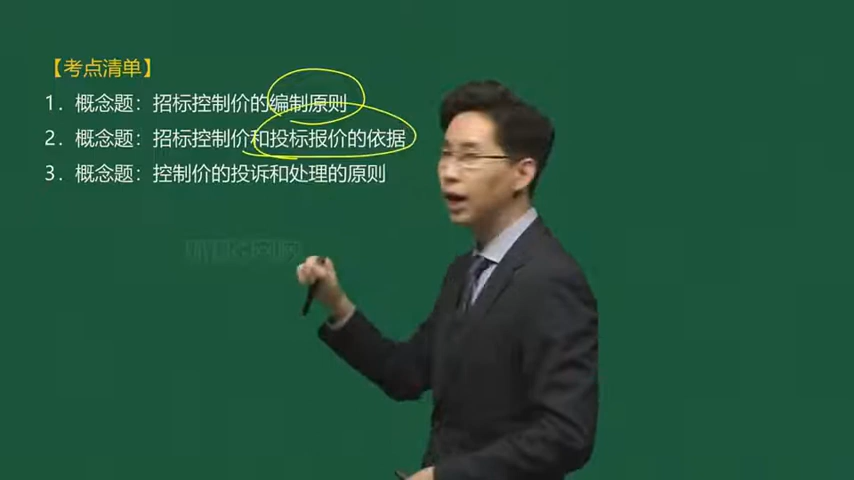 【考点清单】
1．概念题：招标控制价的编制原则
2．概念题：招标控制价和投标报价的依据
3．概念题：控制价的投诉和处理的原则